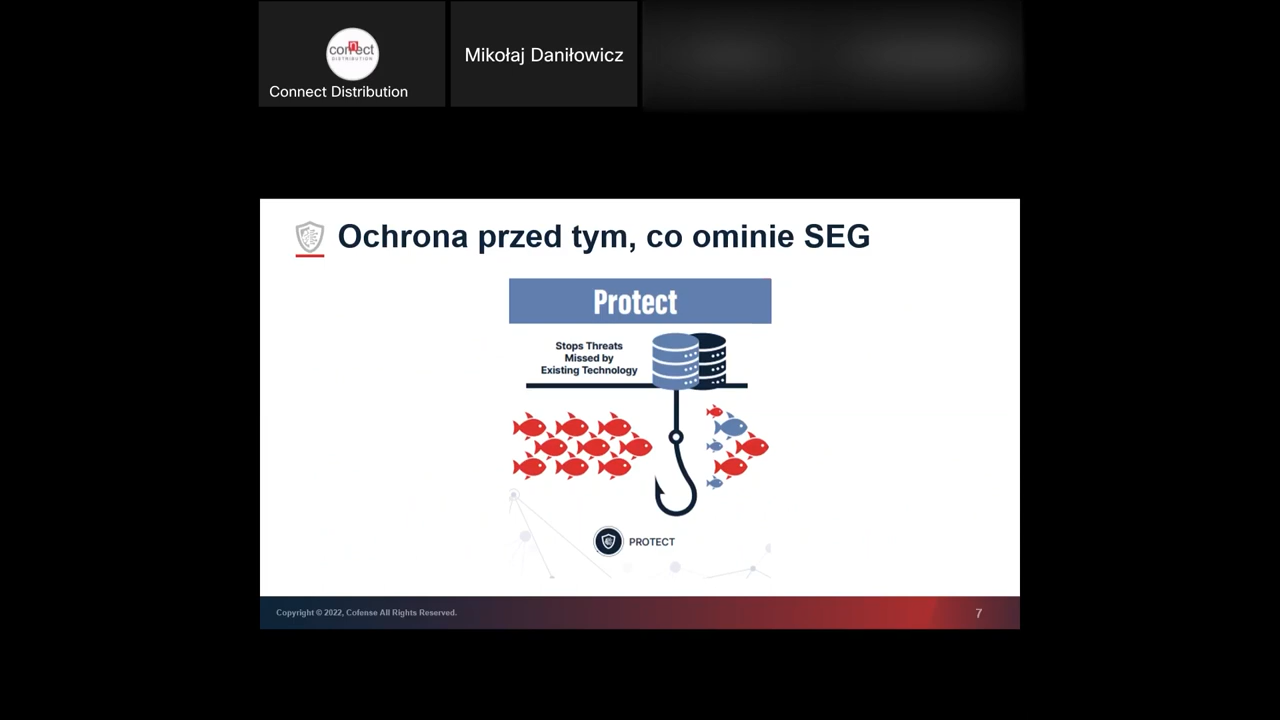 connect
DISTRIBUTION
Connect Distribution
Mikołaj Daniłowicz
Ochrona przed tym, co ominie SEG
Protect
Stops Threats
Missed by
Existing Technology
PROTECT
Copyright © 2022, Cofense All Rights Reserved.
7